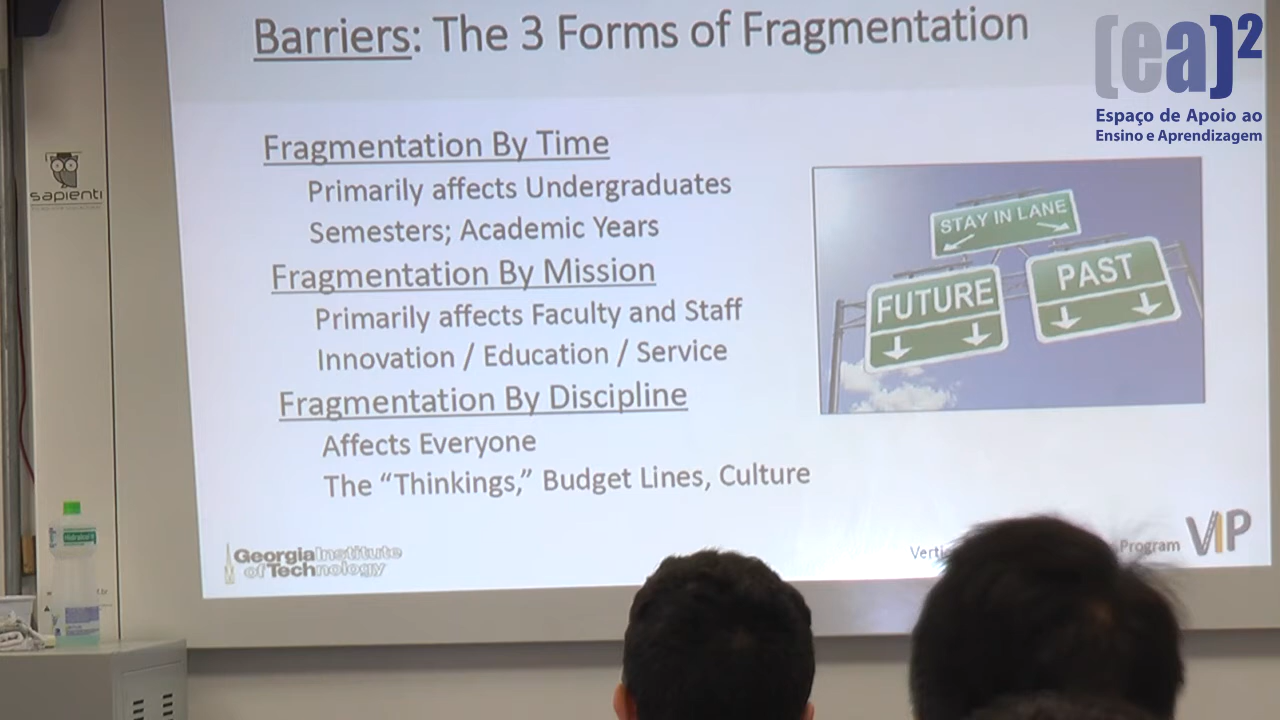 Barriers: The 3 Forms of Fragmentation
(ea)²
Espaço de Apoio ao
Ensino e Aprendizagem
Fragmentation By Time
Primarily affects Undergraduates
Semesters; Academic Years
Fragmentation By Mission
Primarily affects Faculty and Staff
Innovation / Education / Service
Fragmentation By Discipline
Affects Everyone
The “Thinkings,” Budget Lines, Culture
STAY IN LANE
FUTURE
PAST
sapienti
Georgia Institute
of Technology
Program
VIP